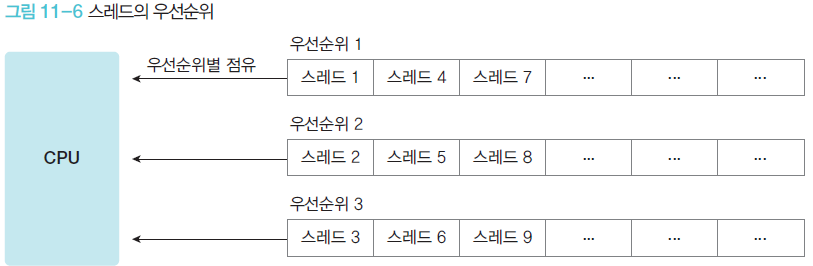 그림 11-6 스레드의 우선순위
우선순위 1
우선순위별 점유
스레드 1 스레드 4 스레드 7 ... ... ...
우선순위 2
CPU
스레드 2 스레드 5 스레드 8 ... ... ...
우선순위 3
스레드 3 스레드 6 스레드 9 ... ... ...